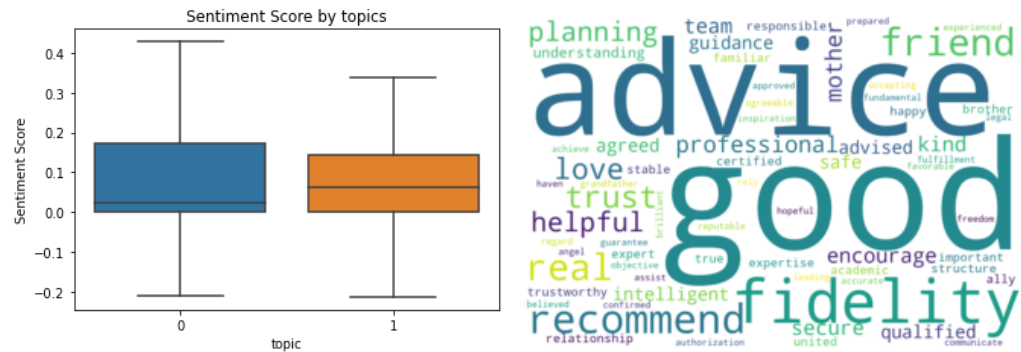 Sentiment Score by topics
Sentiment Score
0.4
0.3
0.2
0.1
0.0
−0.1
−0.2
0
1
topic
planning
team
responsible
prepared
experienced
understanding
guidance
mother
friend
familiar
advice
approved
accepting
agreeable
fundamental
brother
inspiration
happy
legal
achieve
agreed
professional
advised
kind
love
stable
certified
safe
fulfillment
favorable
haven
grandfather
rely
trust
brilliant
good
hopeful
freedom
helpful
reputable
regard
guarantee
angel
expert
true
expertise
encourage
important
real
objective
assist
leading
academic
accurate
structure
trustworthy
intelligent
fidelity
ally
believed
confirmed
recommend
secure
qualified
relationship
authorization
united
communicate